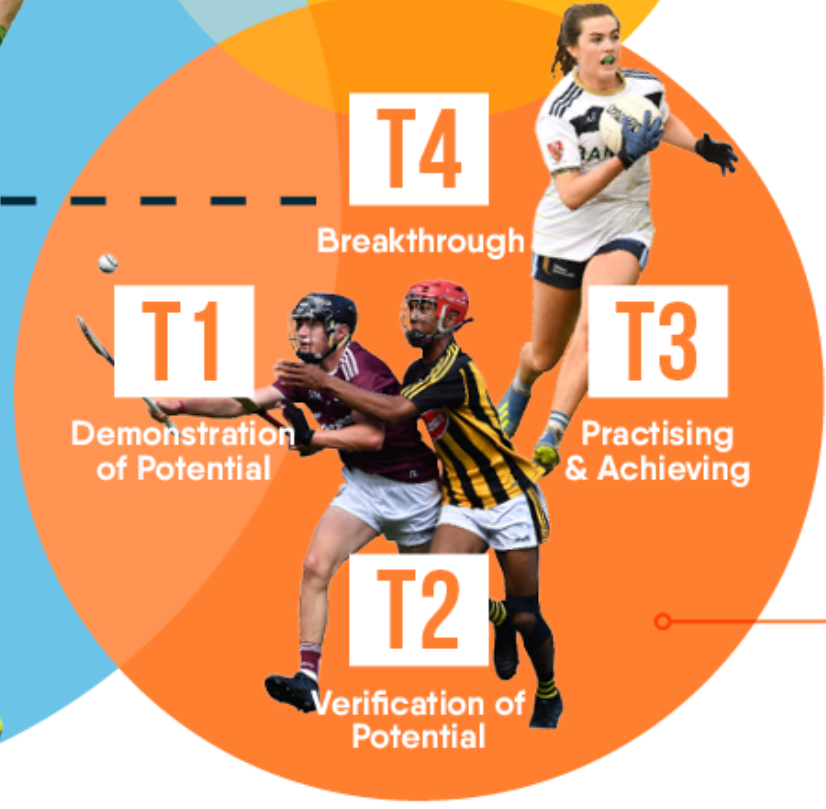 T4
Breakthrough
T1
Demonstration
of Potential
T3
Practising
& Achieving
T2
Verification of
Potential